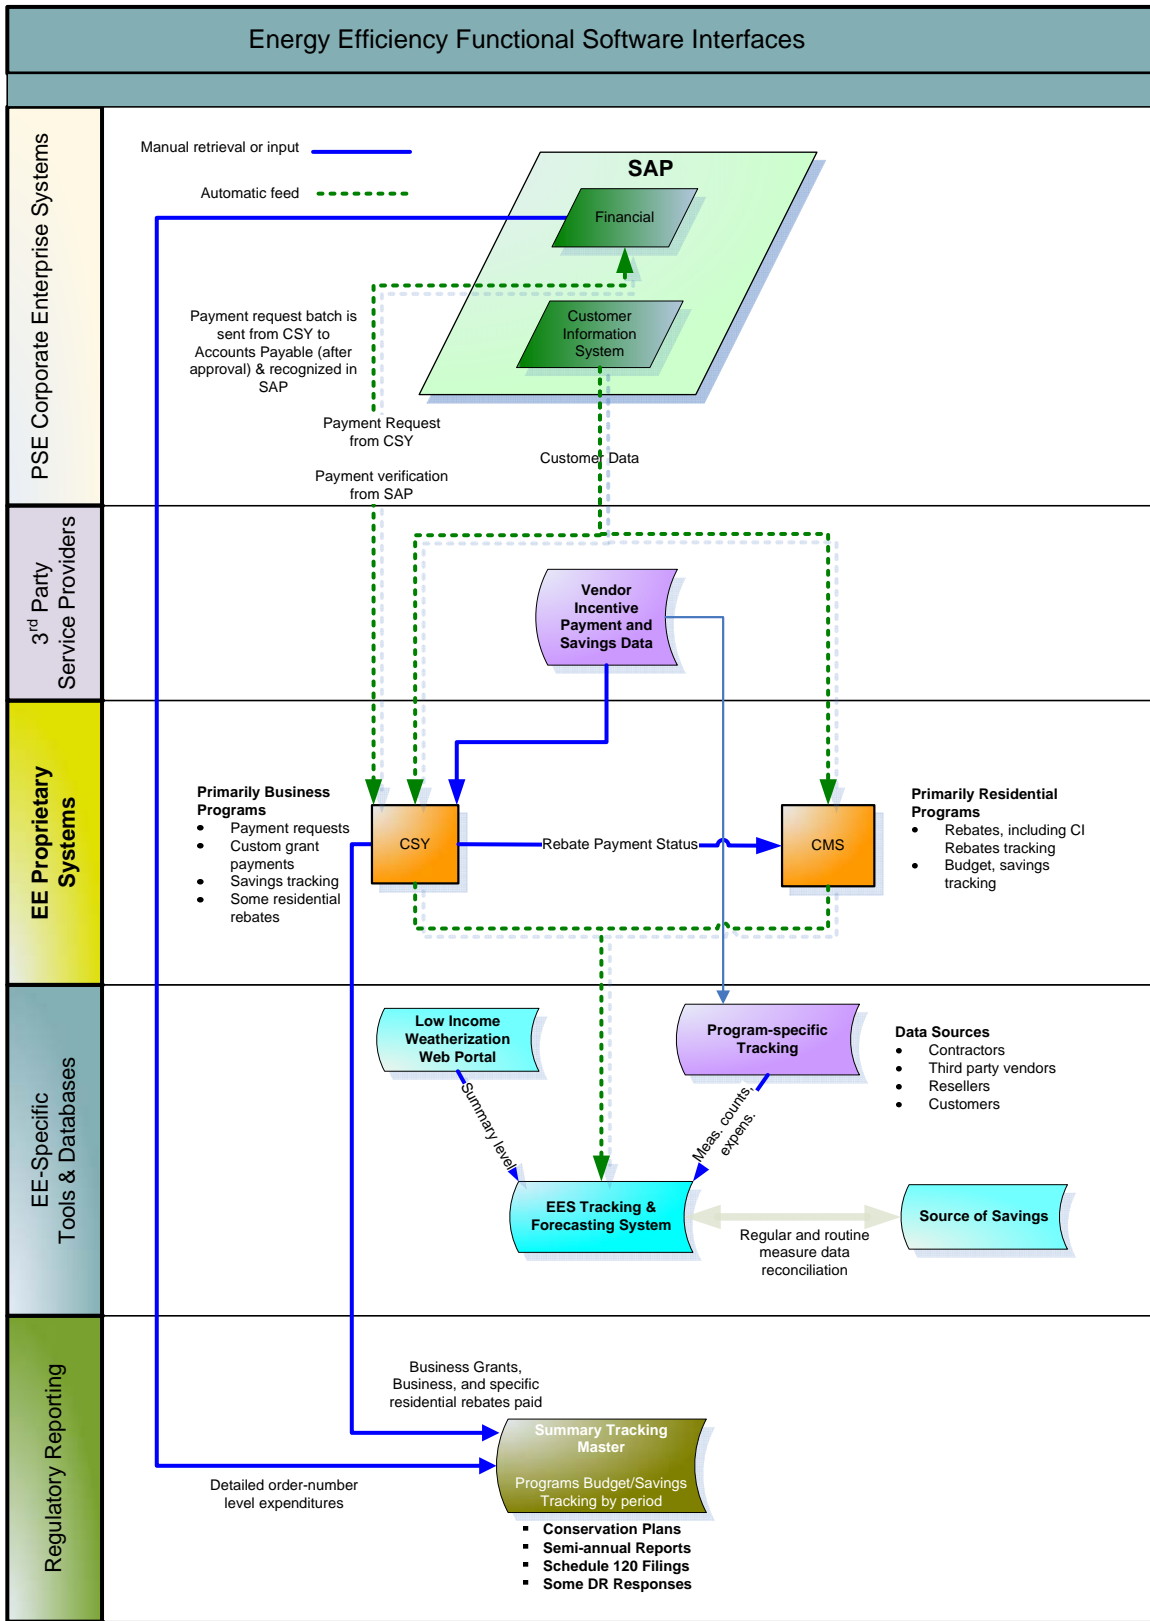 Energy Efficiency Functional Software Interfaces
PSE Corporate Enterprise Systems
Manual retrieval or input
Automatic feed
SAP
Financial
Customer
Information
System
Payment request batch is
sent from CSY to
Accounts Payable (after
approval) & recognized in
SAP
Payment Request
from CSY
Payment verification
from SAP
Customer Data
3rd Party
Service Providers
Vendor
Incentive
Payment and
Savings Data
EE Proprietary
Systems
Primarily Business
Programs
• Payment requests
• Custom grant
payments
• Savings tracking
• Some residential
rebates
CSY
Rebate Payment Status
CMS
Primarily Residential
Programs
• Rebates, including CI
Rebates tracking
• Budget, savings
tracking
EE-Specific
Tools & Databases
Low Income
Weatherization
Web Portal
Program-specific
Tracking
Data Sources
• Contractors
• Third party vendors
• Resellers
• Customers
Summary level
Meas. counts,
expens.
EES Tracking &
Forecasting System
Source of Savings
Regular and routine
measure data
reconciliation
Regulatory Reporting
Business Grants,
Business, and specific
residential rebates paid
Detailed order-number
level expenditures
Summary Tracking
Master
Programs Budget/Savings
Tracking by period
▪ Conservation Plans
▪ Semi-annual Reports
▪ Schedule 120 Filings
▪ Some DR Responses